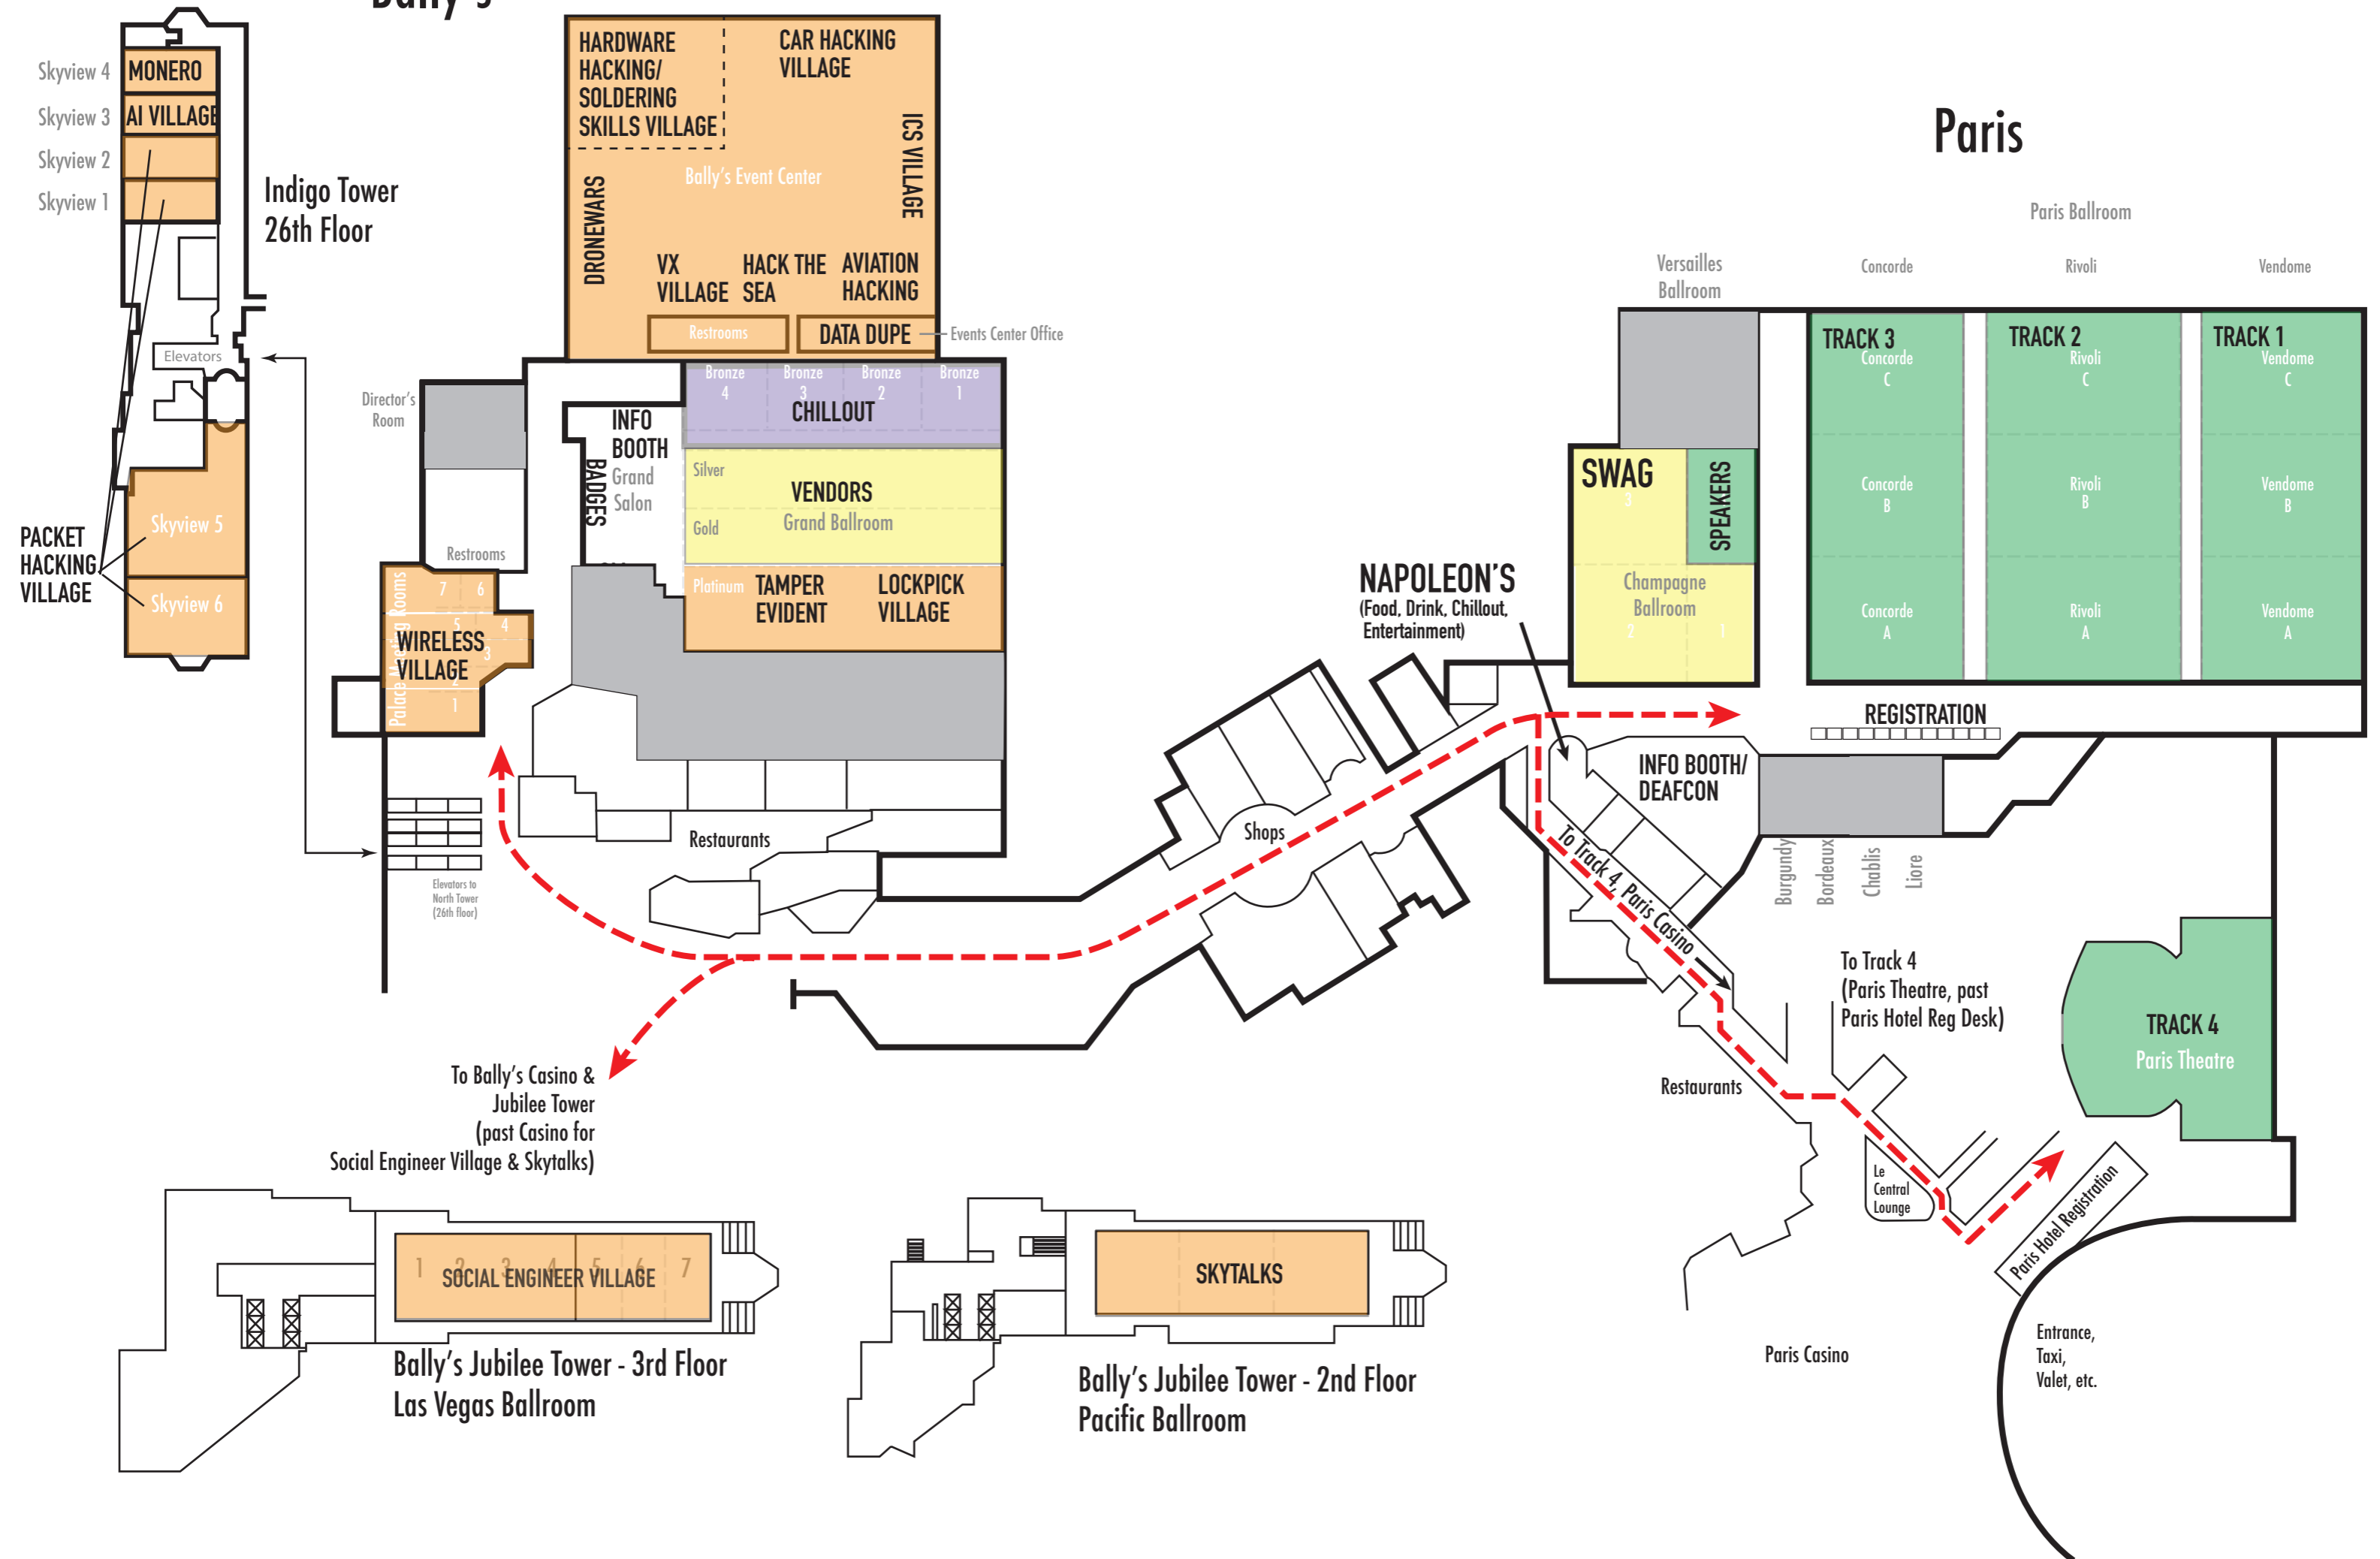 Bally's
Skyview 4
MONERO
Skyview 3
AI VILLAGE
Skyview 2
Skyview 1
Indigo Tower
26th Floor
Elevators
Skyview 5
Skyview 6
PACKET
HACKING
VILLAGE
HARDWARE
HACKING/
SOLDERING
SKILLS VILLAGE
CAR HACKING
VILLAGE
ICS VILLAGE
Bally's Event Center
DRONEWARS
VX
VILLAGE
HACK THE
SEA
AVIATION
HACKING
Restrooms
DATA DUPE
Events Center Office
Director's
Room
Restrooms
INFO
BOOTH
Grand
Salon
BADGES
Bronze
4
Bronze
3
Bronze
2
Bronze
1
CHILLOUT
Silver
VENDORS
Gold
Grand Ballroom
Platinum
TAMPER
EVIDENT
LOCKPICK
VILLAGE
Palace Meeting Rooms
7
6
5
4
3
2
1
WIRELESS
VILLAGE
Elevators to
North Tower
(26th floor)
Restaurants
Shops
To Bally's Casino &
Jubilee Tower
(past Casino for
Social Engineer Village & Skytalks)
Paris
Paris Ballroom
Versailles
Ballroom
Concorde
Rivoli
Vendome
TRACK 3
Concorde
C
TRACK 2
Rivoli
C
TRACK 1
Vendome
C
Concorde
B
Rivoli
B
Vendome
B
Concorde
A
Rivoli
A
Vendome
A
SWAG
3
SPEAKERS
Champagne
Ballroom
2
1
NAPOLEON'S
(Food, Drink, Chillout,
Entertainment)
REGISTRATION
INFO BOOTH/
DEAFCON
Burgundy
Bordeaux
Chablis
Liore
To Track 4, Paris Casino
To Track 4
(Paris Theatre, past
Paris Hotel Reg Desk)
TRACK 4
Paris Theatre
Restaurants
Le
Central
Lounge
Paris Hotel Registration
Paris Casino
Entrance,
Taxi,
Valet, etc.
1 2 3 4 5 6 7
SOCIAL ENGINEER VILLAGE
Bally's Jubilee Tower - 3rd Floor
Las Vegas Ballroom
SKYTALKS
Bally's Jubilee Tower - 2nd Floor
Pacific Ballroom